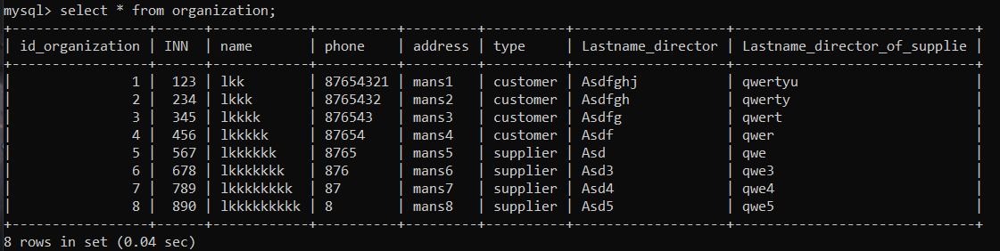 mysql> select * from organization;
+-----------------+------+------------+----------+---------+----------+-------------------+-----------------------------+
| id_organization | INN  | name       | phone    | address | type     | Lastname_director | Lastname_director_of_supplie |
+-----------------+------+------------+----------+---------+----------+-------------------+-----------------------------+
|               1 |  123 | lkk        | 87654321 | mans1   | customer | Asdfghj           | qwertyu                      |
|               2 |  234 | lkkk       | 8765432  | mans2   | customer | Asdfgh            | qwerty                       |
|               3 |  345 | lkkkk      | 876543   | mans3   | customer | Asdfg             | qwert                        |
|               4 |  456 | lkkkkk     | 87654    | mans4   | customer | Asdf              | qwer                         |
|               5 |  567 | lkkkkkk    | 8765     | mans5   | supplier | Asd               | qwe                          |
|               6 |  678 | lkkkkkkk   | 876      | mans6   | supplier | Asd3              | qwe3                         |
|               7 |  789 | lkkkkkkkk  | 87       | mans7   | supplier | Asd4              | qwe4                         |
|               8 |  890 | lkkkkkkkkk | 8        | mans8   | supplier | Asd5              | qwe5                         |
+-----------------+------+------------+----------+---------+----------+-------------------+-----------------------------+
8 rows in set (0.04 sec)